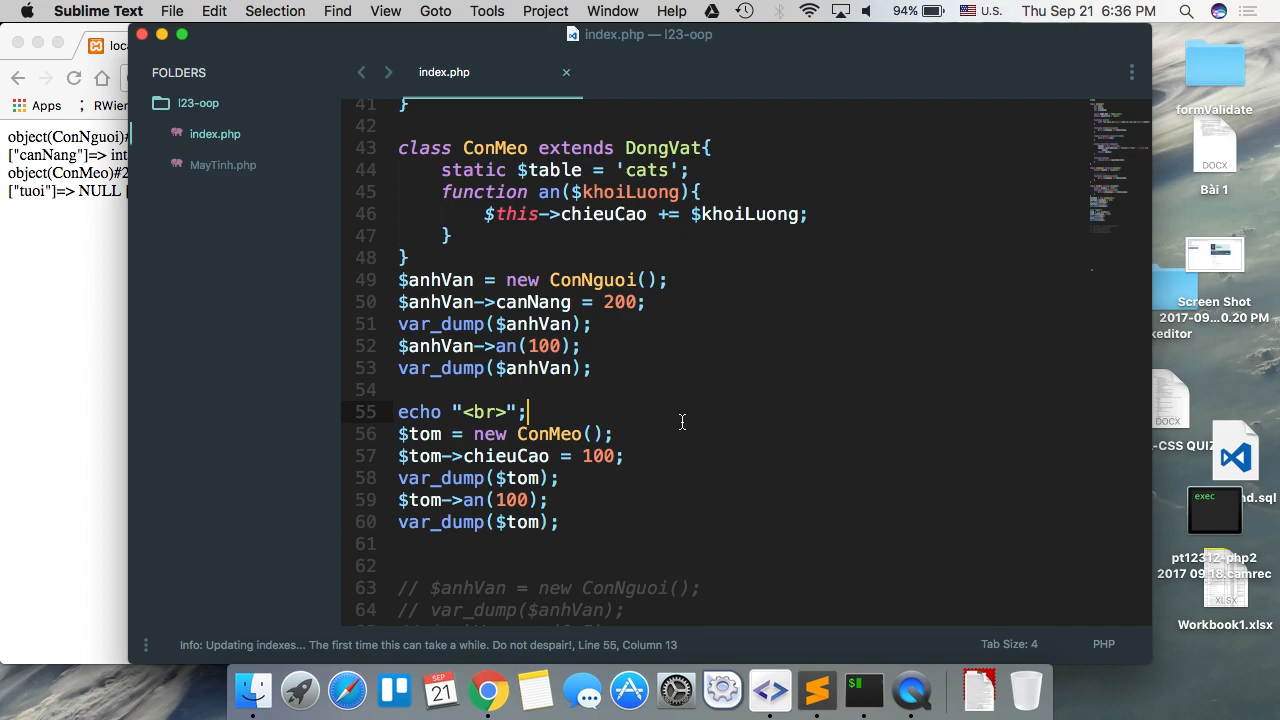 Sublime Text File Edit Selection Find View Goto Tools Project Window Help 94% U.S. Thu Sep 21 6:36 PM
index.php — l23-oop
FOLDERS
l23-oop
index.php
MayTinh.php
index.php
Apps
RWien
object(ConNguoi)#
["canNang"]=> int
object(ConMeo)#2
["tuoi"]=> NULL [
41 }
42
43 class ConMeo extends DongVat{
44 static $table = 'cats';
45 function an($khoiLuong){
46 $this->chieuCao += $khoiLuong;
47 }
48 }
49 $anhVan = new ConNguoi();
50 $anhVan->canNang = 200;
51 var_dump($anhVan);
52 $anhVan->an(100);
53 var_dump($anhVan);
54
55 echo "<br>";
56 $tom = new ConMeo();
57 $tom->chieuCao = 100;
58 var_dump($tom);
59 $tom->an(100);
60 var_dump($tom);
61
62
63 // $anhVan = new ConNguoi();
64 // var_dump($anhVan);
Info: Updating indexes... The first time this can take a while. Do not despair!, Line 55, Column 13
Tab Size: 4
PHP
formValidate
DOCX
Bài 1
Screen Shot
2017-09...0.20 PM
keditor
DOCX
-CSS QUIZ
nd.sql
exec
pt12312-php2
2017 09 18.camrec
XLSX
Workbook1.xlsx
SEP
21